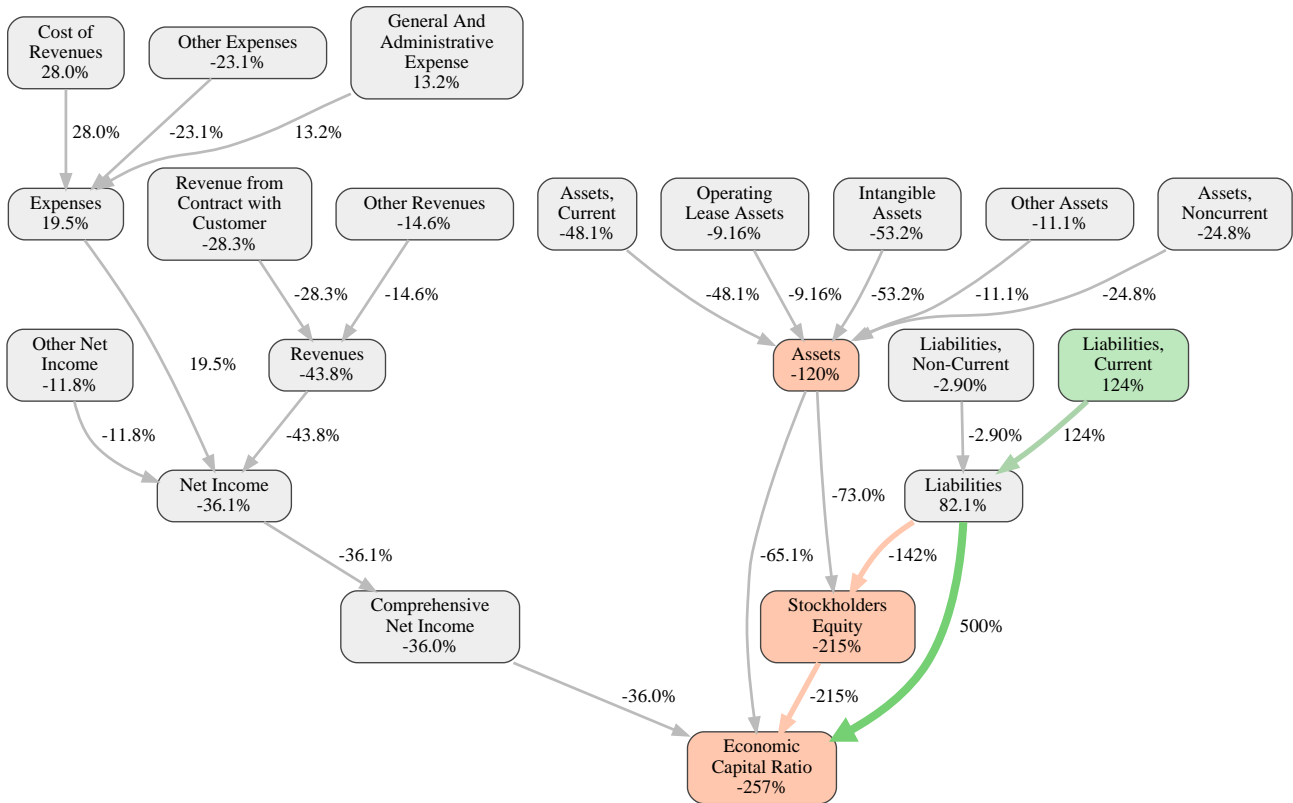 Cost of
Revenues
28.0%
Other Expenses
-23.1%
General And
Administrative
Expense
13.2%
28.0%
-23.1%
13.2%
Expenses
19.5%
Revenue from
Contract with
Customer
-28.3%
Other Revenues
-14.6%
Assets,
Current
-48.1%
Operating
Lease Assets
-9.16%
Intangible
Assets
-53.2%
Other Assets
-11.1%
Assets,
Noncurrent
-24.8%
-28.3%
-14.6%
-48.1%
-9.16%
-53.2%
-11.1%
-24.8%
Other Net
Income
-11.8%
19.5%
Revenues
-43.8%
Assets
-120%
Liabilities,
Non-Current
-2.90%
Liabilities,
Current
124%
-11.8%
-43.8%
-2.90%
124%
Net Income
-36.1%
-73.0%
Liabilities
82.1%
-36.1%
-65.1%
-142%
Comprehensive
Net Income
-36.0%
Stockholders
Equity
-215%
500%
-36.0%
-215%
Economic
Capital Ratio
-257%